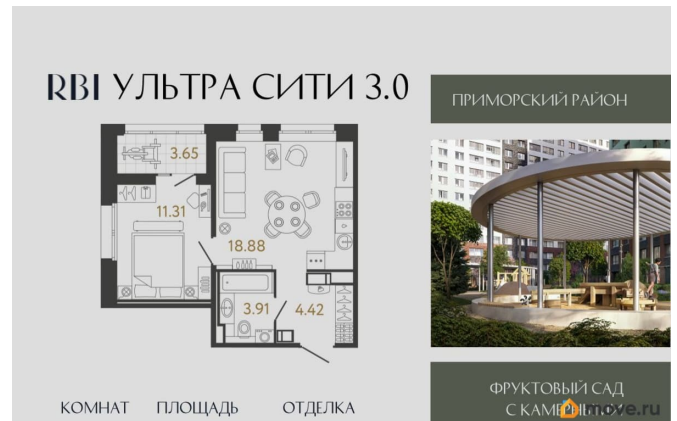 RBI УЛЬТРА СИТИ 3.0
ПРИМОРСКИЙ РАЙОН
3.65
11.31
18.88
3.91
4.42
ФРУКТОВЫЙ САД
КОМНАТ ПЛОЩАДЬ ОТДЕЛКА
С
move.ru